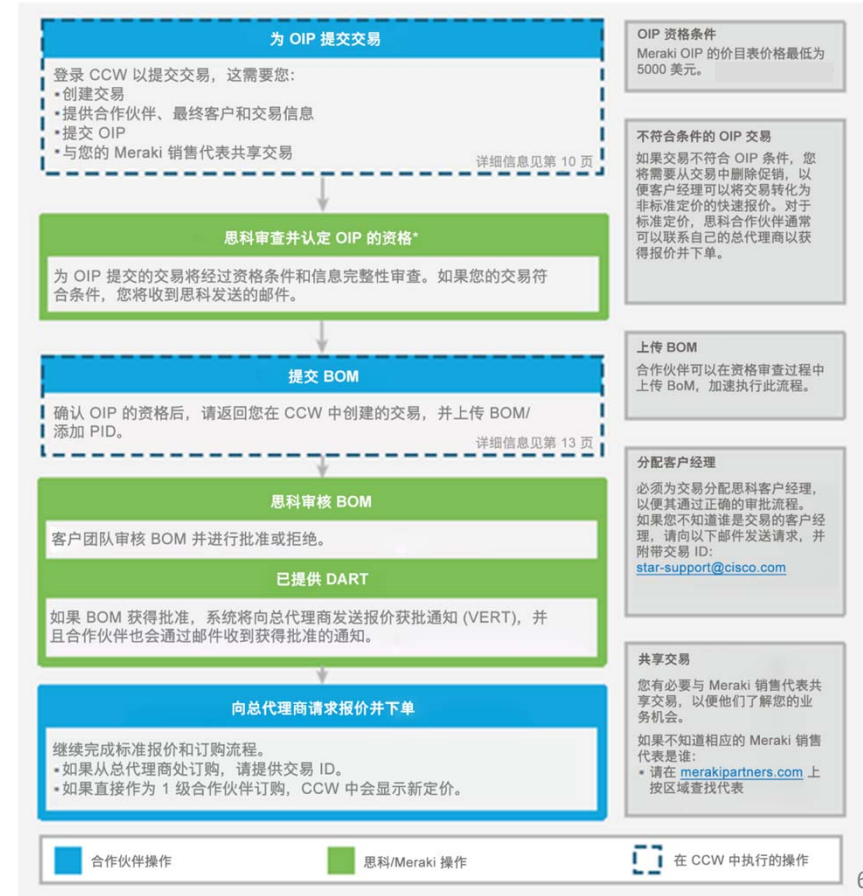 为 OIP 提交交易
登录 CCW 以提交交易，这需要您:
•创建交易
•提供合作伙伴、最终客户和交易信息
•提交 OIP
•与您的 Meraki 销售代表共享交易
详细信息见第 10 页
思科审查并认定 OIP 的资格*
为 OIP 提交的交易将经过资格条件和信息完整性审查。如果您的交易符
合条件，您将收到思科发送的邮件。
提交 BOM
确认 OIP 的资格后，请返回您在 CCW 中创建的交易，并上传 BOM/
添加 PID。
详细信息见第 13 页
思科审核 BOM
客户团队审核 BOM 并进行批准或拒绝。
已提供 DART
如果 BOM 获得批准，系统将向总代理商发送报价获批通知 (VERT)，并
且合作伙伴也会通过邮件收到获得批准的通知。
向总代理商请求报价并下单
继续完成标准报价和订购流程。
•如果从总代理商处订购，请提供交易 ID。
•如果直接作为 1 级合作伙伴订购，CCW 中会显示新定价。
OIP 资格条件
Meraki OIP 的价目表价格最低为
5000 美元。
不符合条件的 OIP 交易
如果交易不符合 OIP 条件，您
将需要从交易中删除促销，以
便客户经理可以将交易转化为
非标准定价的快速报价。对于
标准定价，思科合作伙伴通常
可以联系自己的总代理商以获
得报价并下单。
上传 BOM
合作伙伴可以在资格审查过程中
上传 BoM，加速执行此流程。
分配客户经理
必须为交易分配思科客户经理，
以便其通过正确的审批流程。
如果您不知道谁是交易的客户经
理，请向以下邮件发送请求，并
附带交易 ID:
star-support@cisco.com
共享交易
您有必要与 Meraki 销售代表共
享交易，以便他们了解您的业
务机会。
如果不知道相应的 Meraki 销售
代表是谁:
• 请在 merakipartners.com 上
按区域查找代表
合作伙伴操作
思科/Meraki 操作
在 CCW 中执行的操作
6